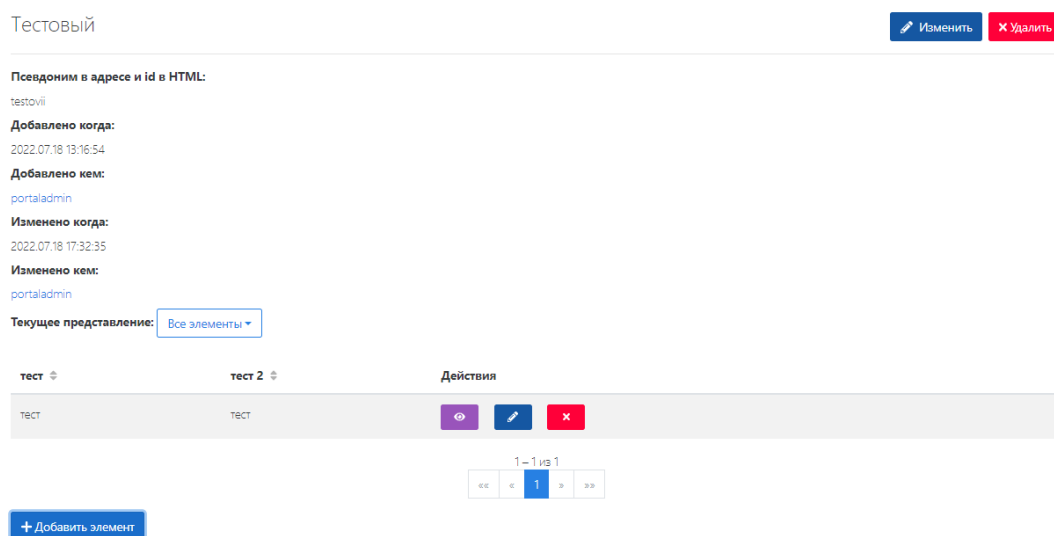 Тестовый
Изменить
Удалить
Псевдоним в адресе и id в HTML:
testovii
Добавлено когда:
2022.07.18 13:16:54
Добавлено кем:
portaladmin
Изменено когда:
2022.07.18 17:32:35
Изменено кем:
portaladmin
Текущее представление: Все элементы
тест тест 2 Действия
тест тест
1 – 1 из 1
«« « 1 » »»
Добавить элемент